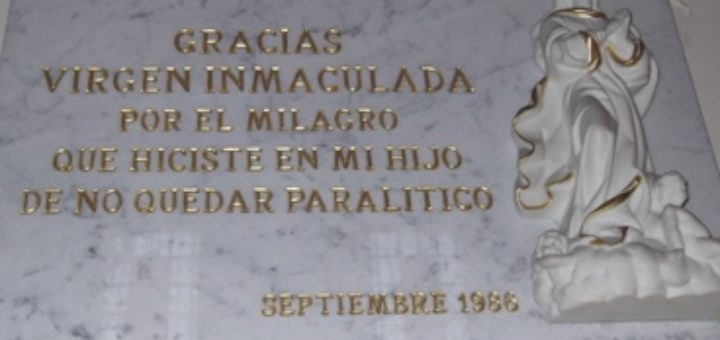 GRACIAS
VIRGEN INMACULADA
POR EL MILAGRO
QUE HICISTE EN MI HIJO
DE NO QUEDAR PARALITICO
SEPTIEMBRE 1986